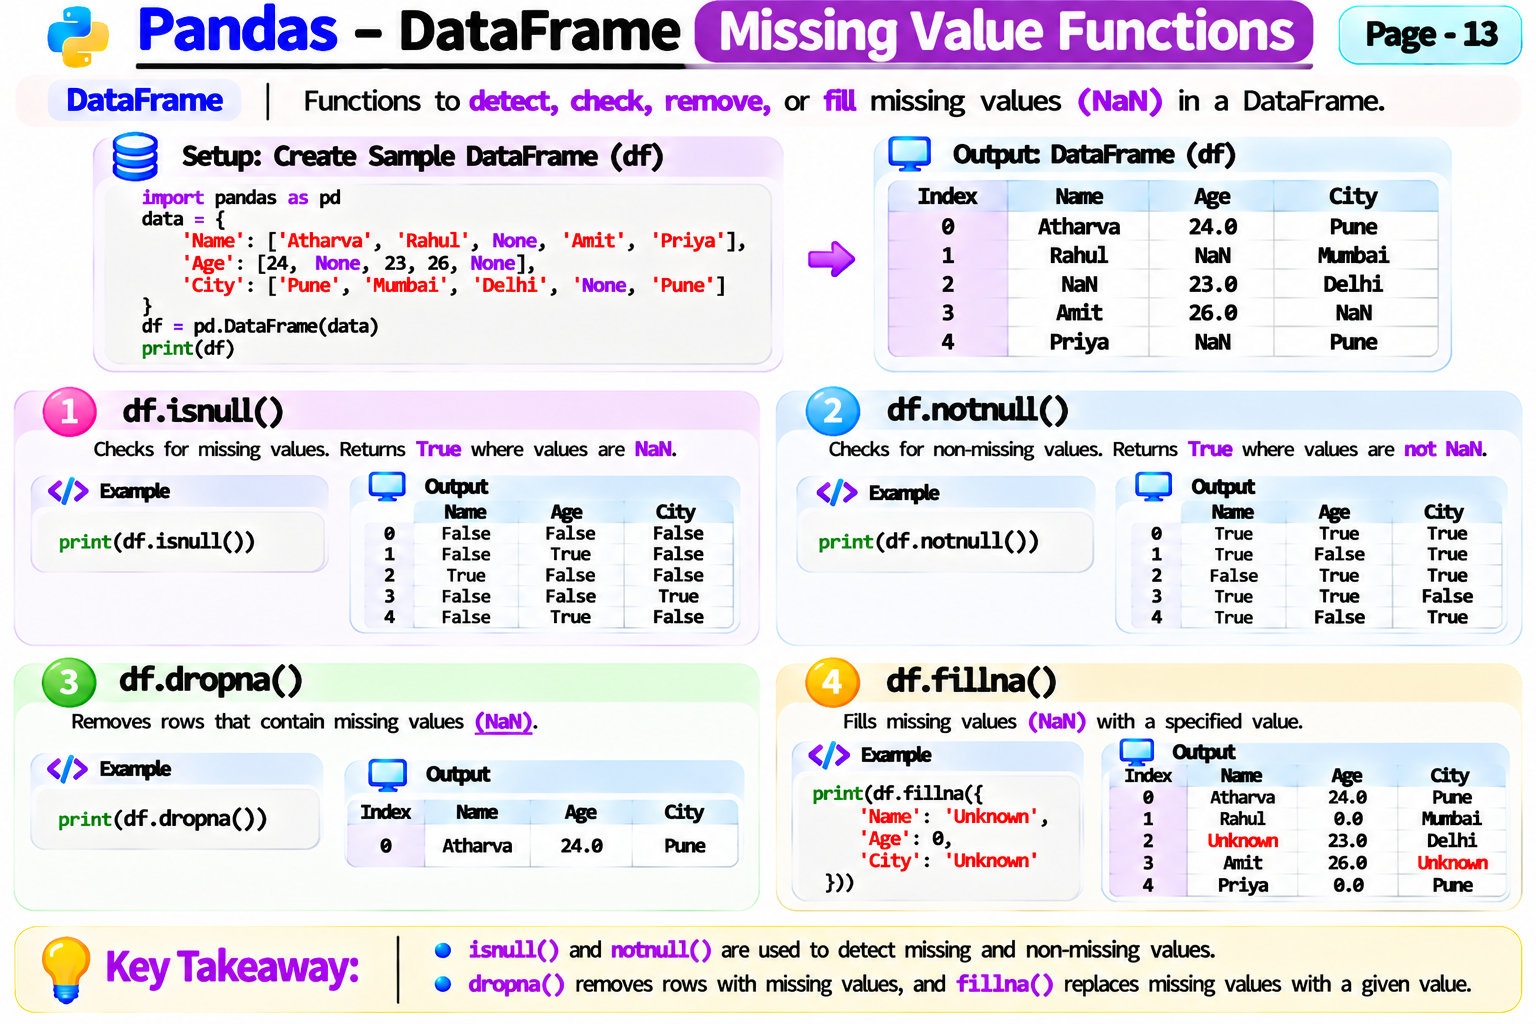 Pandas – DataFrame Missing Value Functions
Page - 13
DataFrame | Functions to detect, check, remove, or fill missing values (NaN) in a DataFrame.
Setup: Create Sample DataFrame (df)
import pandas as pd
data = {
'Name': ['Atharva', 'Rahul', None, 'Amit', 'Priya'],
'Age': [24, None, 23, 26, None],
'City': ['Pune', 'Mumbai', 'Delhi', 'None, 'Pune']
}
df = pd.DataFrame(data)
print(df)
Output: DataFrame (df)
Index Name Age City
0 Atharva 24.0 Pune
1 Rahul NaN Mumbai
2 NaN 23.0 Delhi
3 Amit 26.0 NaN
4 Priya NaN Pune
1 df.isnull()
Checks for missing values. Returns True where values are NaN.
</> Example
print(df.isnull())
Output
Name Age City
0 False False False
1 False True False
2 True False False
3 False False True
4 False True False
2 df.notnull()
Checks for non-missing values. Returns True where values are not NaN.
</> Example
print(df.notnull())
Output
Name Age City
0 True True True
1 True False True
2 False True True
3 True True False
4 True False True
3 df.dropna()
Removes rows that contain missing values (NaN).
</> Example
print(df.dropna())
Output
Index Name Age City
0 Atharva 24.0 Pune
4 df.fillna()
Fills missing values (NaN) with a specified value.
</> Example
print(df.fillna({
'Name': 'Unknown',
'Age': 0,
'City': 'Unknown'
}))
Output
Index Name Age City
0 Atharva 24.0 Pune
1 Rahul 0.0 Mumbai
2 Unknown 23.0 Delhi
3 Amit 26.0 Unknown
4 Priya 0.0 Pune
Key Takeaway:
isnull() and notnull() are used to detect missing and non-missing values.
dropna() removes rows with missing values, and fillna() replaces missing values with a given value.